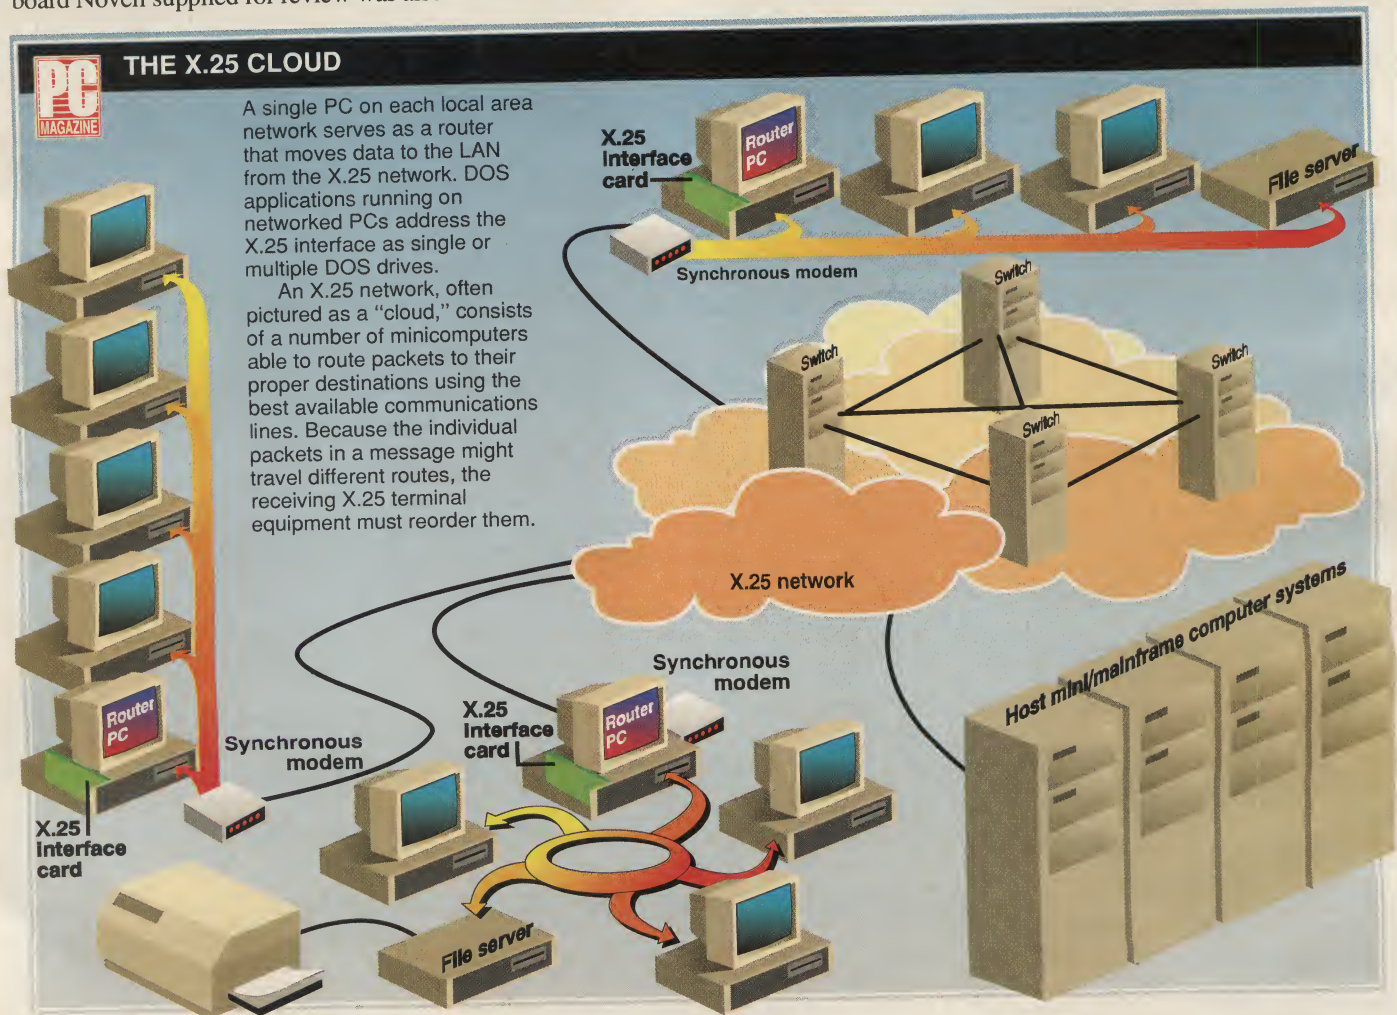 board Novell supplied for review was
PC
MAGAZINE
THE X.25 CLOUD
A single PC on each local area
network serves as a router
that moves data to the LAN
from the X.25 network. DOS
applications running on
networked PCs address the
X.25 interface as single or
multiple DOS drives.
An X.25 network, often
pictured as a “cloud,” consists
of a number of minicomputers
able to route packets to their
proper destinations using the
best available communications
lines. Because the individual
packets in a message might
travel different routes, the
receiving X.25 terminal
equipment must reorder them.
X.25
interface
card
Router
PC
File server
Synchronous modem
Switch
Switch
Switch
Switch
X.25 network
Host mini/mainframe computer systems
Router
PC
Synchronous
modem
X.25
interface
card
X.25
interface
card
Router
PC
Synchronous
modem
File server